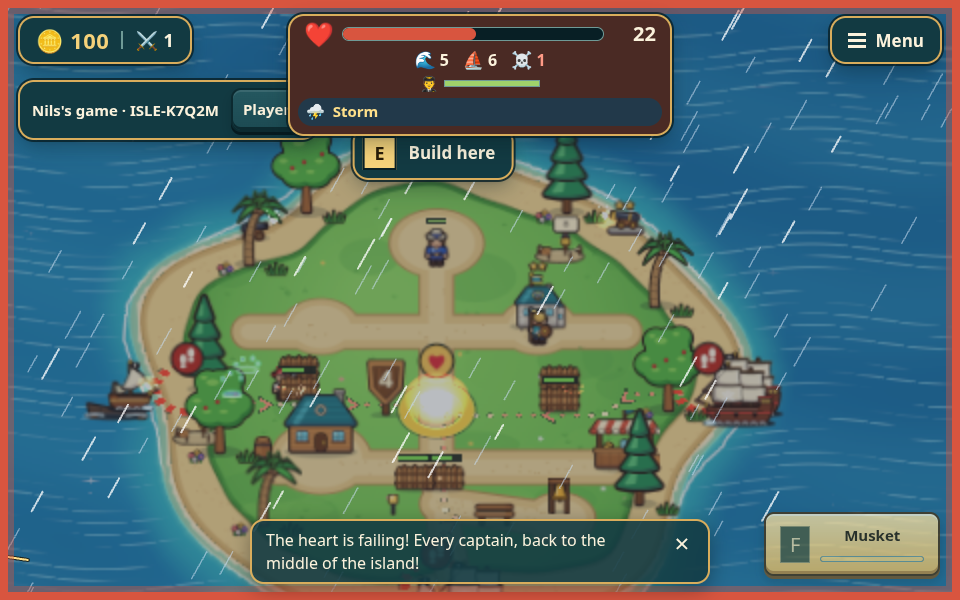 100 1
22
Menu
5 6 1
Nils's game · ISLE-K7Q2M
Player
Storm
E Build here
4
The heart is failing! Every captain, back to the
middle of the island!
F Musket